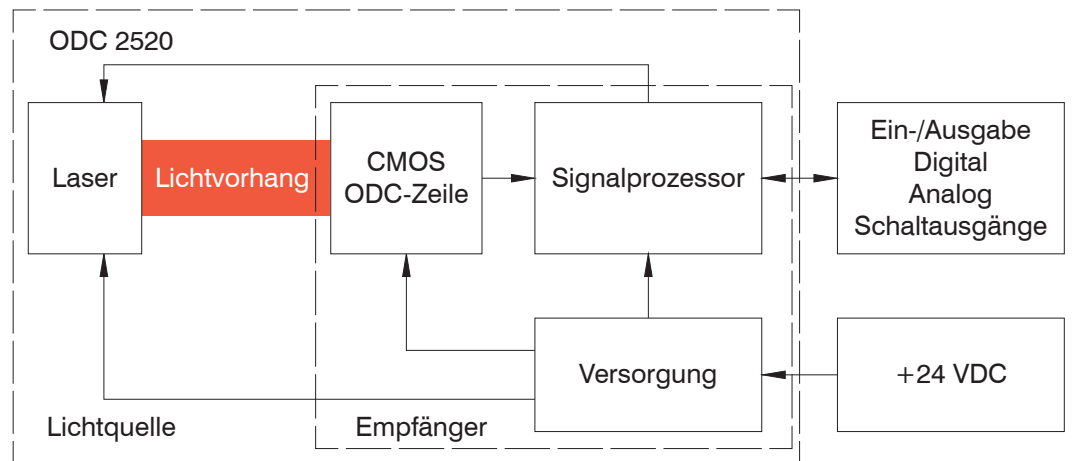 ODC 2520
Laser
Lichtvorhang
CMOS
ODC-Zeile
Signalprozessor
Ein-/Ausgabe
Digital
Analog
Schaltausgänge
Versorgung
+24 VDC
Lichtquelle
Empfänger